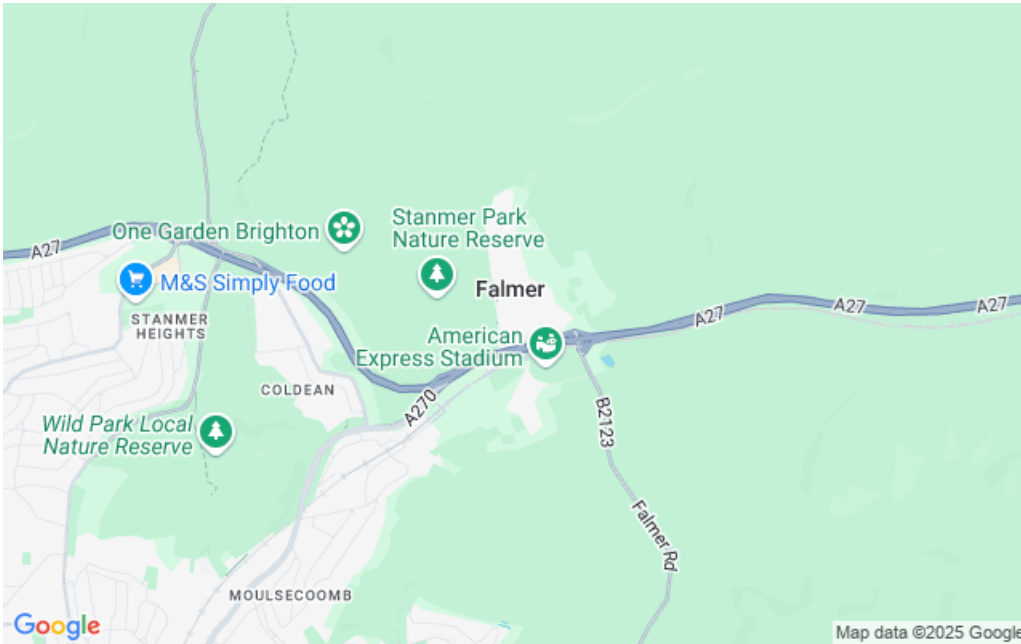 One Garden Brighton
Stanmer Park
Nature Reserve
A27
M&S Simply Food
Falmer
A27
A27
A27
STANMER
HEIGHTS
American
Express Stadium
COLDEAN
A270
B2123
Wild Park Local
Nature Reserve
Falmer Rd
MOULSECOOMB
Google
Map data ©2025 Google